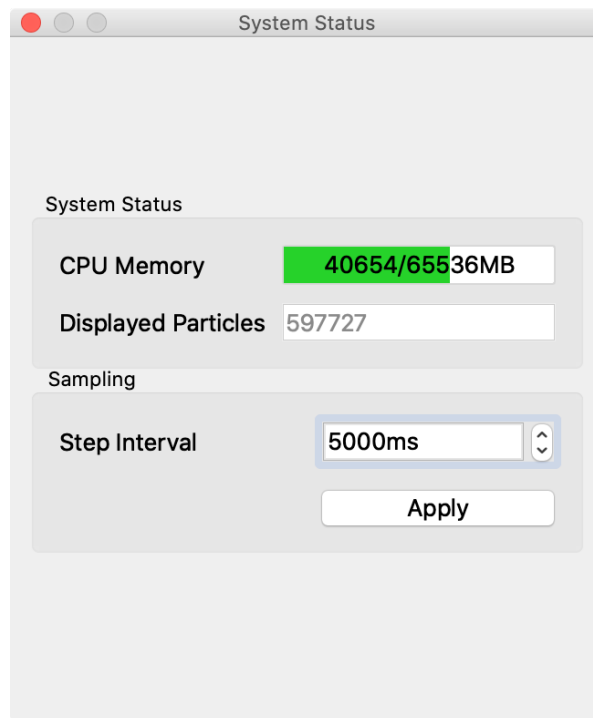 System Status
System Status
CPU Memory 40654/65536MB
Displayed Particles 597727
Sampling
Step Interval 5000ms
Apply